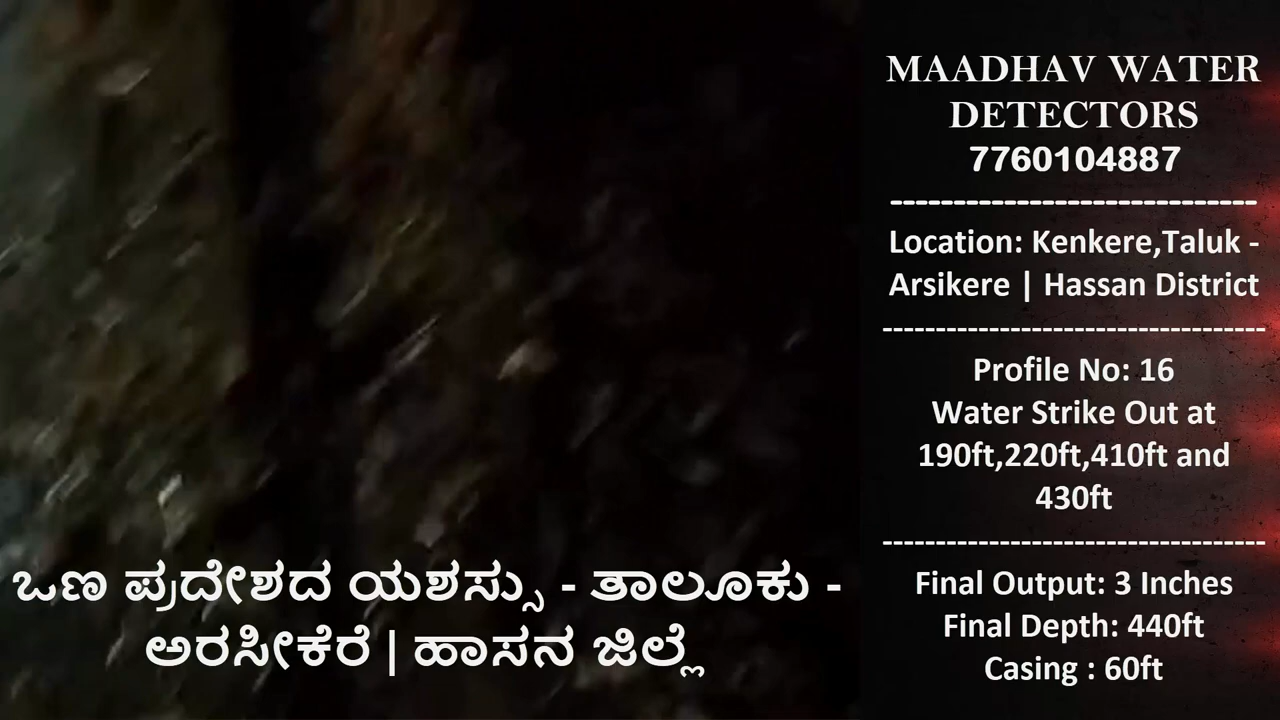 MAADHAV WATER
DETECTORS
7760104887
----------------------------
Location: Kenkere,Taluk -
Arsikere | Hassan District
------------------------------------
Profile No: 16
Water Strike Out at
190ft,220ft,410ft and
430ft
------------------------------------
Final Output: 3 Inches
Final Depth: 440ft
Casing : 60ft
ಒಣ ಪ್ರದೇಶದ ಯಶಸ್ಸು - ತಾಲೂಕು -
ಅರಸೀಕೆರೆ | ಹಾಸನ ಜಿಲ್ಲೆ